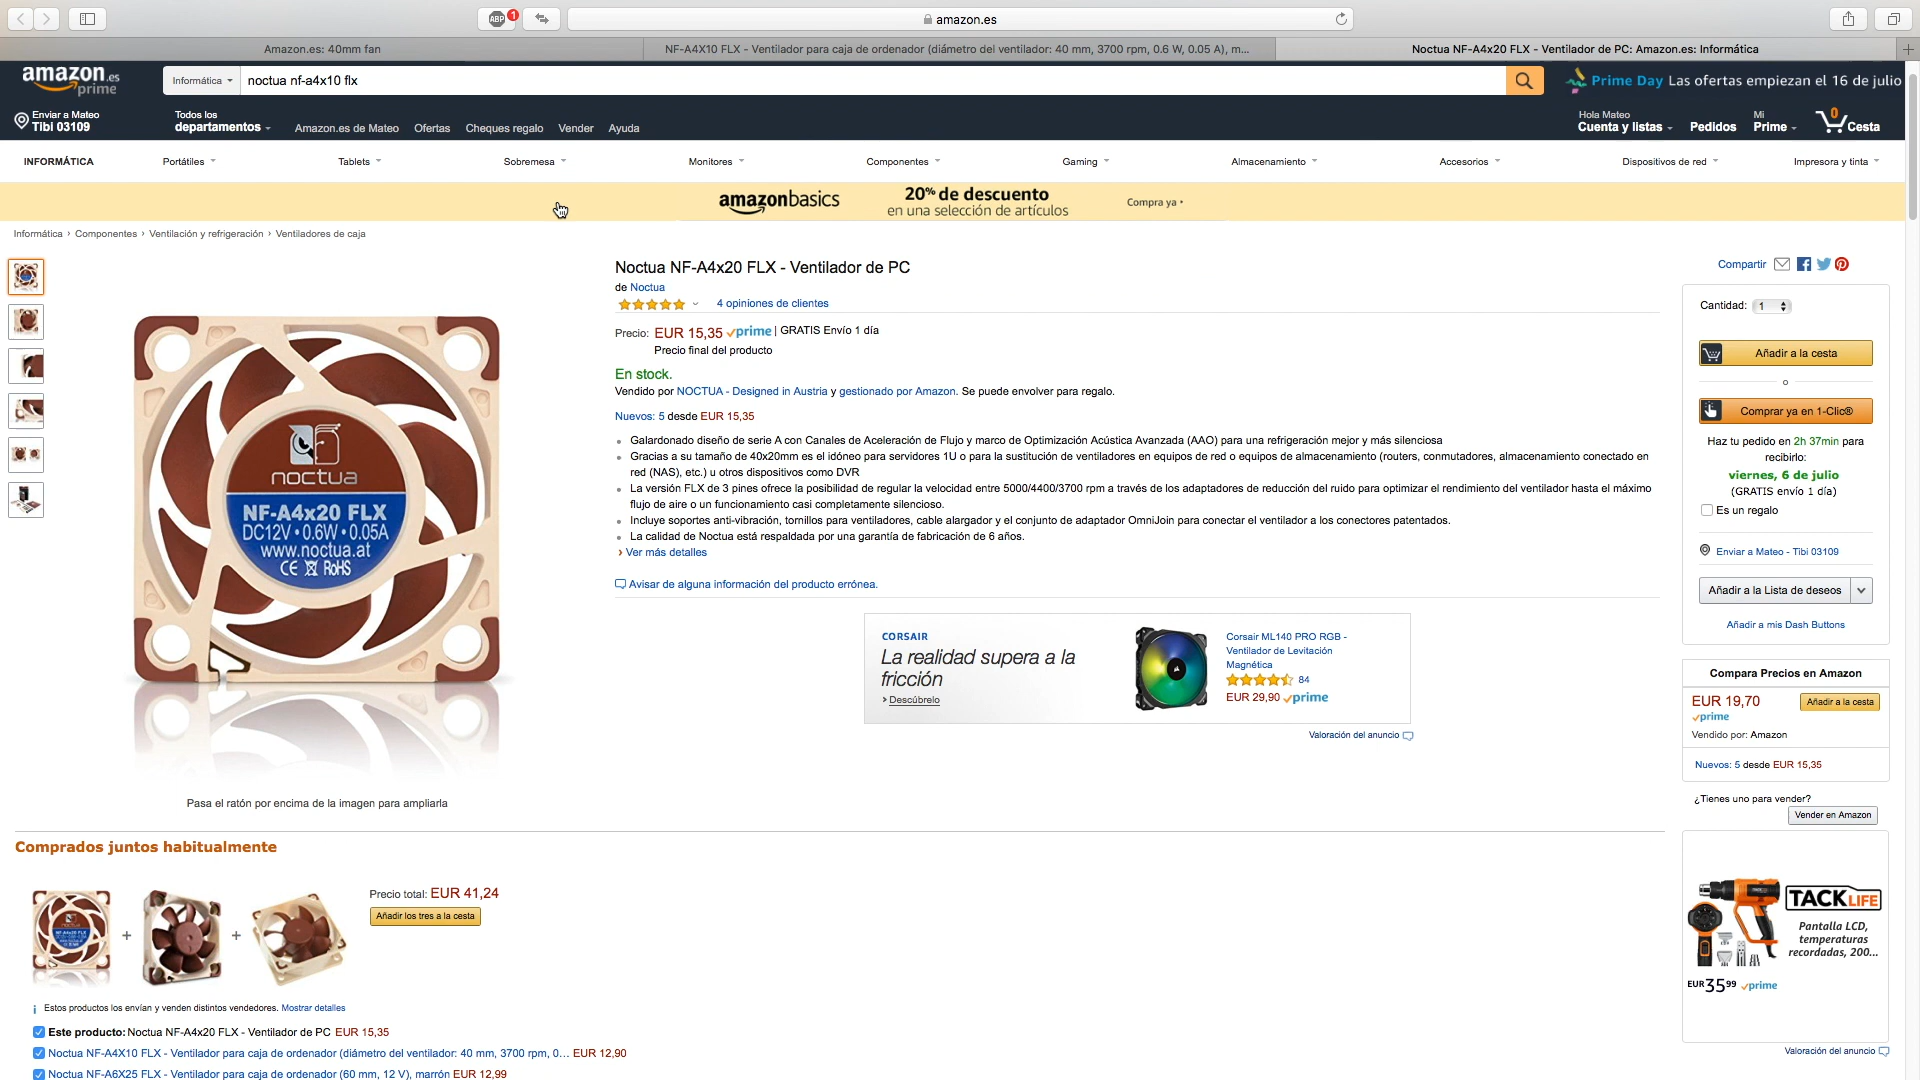 ABP 1
amazon.es
Amazon.es: 40mm fan
NF-A4X10 FLX - Ventilador para caja de ordenador (diámetro del ventilador: 40 mm, 3700 rpm, 0.6 W, 0.05 A), m...
Noctua NF-A4x20 FLX - Ventilador de PC: Amazon.es: Informática
amazon.es
prime
Informática
noctua nf-a4x10 flx
Prime Day Las ofertas empiezan el 16 de julio
Enviar a Mateo
Tibi 03109
Todos los
departamentos
Amazon.es de Mateo
Ofertas
Cheques regalo
Vender
Ayuda
Hola Mateo
Cuenta y listas
Pedidos
Mi
Prime
0
Cesta
INFORMÁTICA
Portátiles
Tablets
Sobremesa
Monitores
Componentes
Gaming
Almacenamiento
Accesorios
Dispositivos de red
Impresora y tinta
amazonbasics
20% de descuento
en una selección de artículos
Compra ya
Informática › Componentes › Ventilación y refrigeración › Ventiladores de caja
noctua
NF-A4x20 FLX
DC12V • 0.6W • 0.05A
www.noctua.at
CE RoHS
Pasa el ratón por encima de la imagen para ampliarla
Noctua NF-A4x20 FLX - Ventilador de PC
de Noctua
4 opiniones de clientes
Precio: EUR 15,35 prime | GRATIS Envío 1 día
Precio final del producto
En stock.
Vendido por NOCTUA - Designed in Austria y gestionado por Amazon. Se puede envolver para regalo.
Nuevos: 5 desde EUR 15,35
Galardonado diseño de serie A con Canales de Aceleración de Flujo y marco de Optimización Acústica Avanzada (AAO) para una refrigeración mejor y más silenciosa
Gracias a su tamaño de 40x20mm es el idóneo para servidores 1U o para la sustitución de ventiladores en equipos de red o equipos de almacenamiento (routers, conmutadores, almacenamiento conectado en
red (NAS), etc.) u otros dispositivos como DVR
La versión FLX de 3 pines ofrece la posibilidad de regular la velocidad entre 5000/4400/3700 rpm a través de los adaptadores de reducción del ruido para optimizar el rendimiento del ventilador hasta el máximo
flujo de aire o un funcionamiento casi completamente silencioso.
Incluye soportes anti-vibración, tornillos para ventiladores, cable alargador y el conjunto de adaptador OmniJoin para conectar el ventilador a los conectores patentados.
La calidad de Noctua está respaldada por una garantía de fabricación de 6 años.
› Ver más detalles
Avisar de alguna información del producto errónea.
CORSAIR
La realidad supera a la
fricción
> Descúbrelo
Corsair ML140 PRO RGB -
Ventilador de Levitación
Magnética
84
EUR 29,90 prime
Valoración del anuncio
Compartir
Cantidad: 1
Añadir a la cesta
o
Comprar ya en 1-Clic®
Haz tu pedido en 2h 37min para
recibirlo:
viernes, 6 de julio
(GRATIS envío 1 día)
Es un regalo
Enviar a Mateo - Tibi 03109
Añadir a la Lista de deseos
Añadir a mis Dash Buttons
Compara Precios en Amazon
EUR 19,70
Añadir a la cesta
prime
Vendido por: Amazon
Nuevos: 5 desde EUR 15,35
¿Tienes uno para vender?
Vender en Amazon
TACKLIFE
Pantalla LCD,
temperaturas
recordadas, 200...
EUR 35 99 prime
Valoración del anuncio
Comprados juntos habitualmente
+
+
Precio total: EUR 41,24
Añadir los tres a la cesta
i Estos productos los envían y venden distintos vendedores. Mostrar detalles
Este producto: Noctua NF-A4x20 FLX - Ventilador de PC EUR 15,35
Noctua NF-A4X10 FLX - Ventilador para caja de ordenador (diámetro del ventilador: 40 mm, 3700 rpm, 0... EUR 12,90
Noctua NF-A6X25 FLX - Ventilador para caja de ordenador (60 mm, 12 V), marrón EUR 12,99